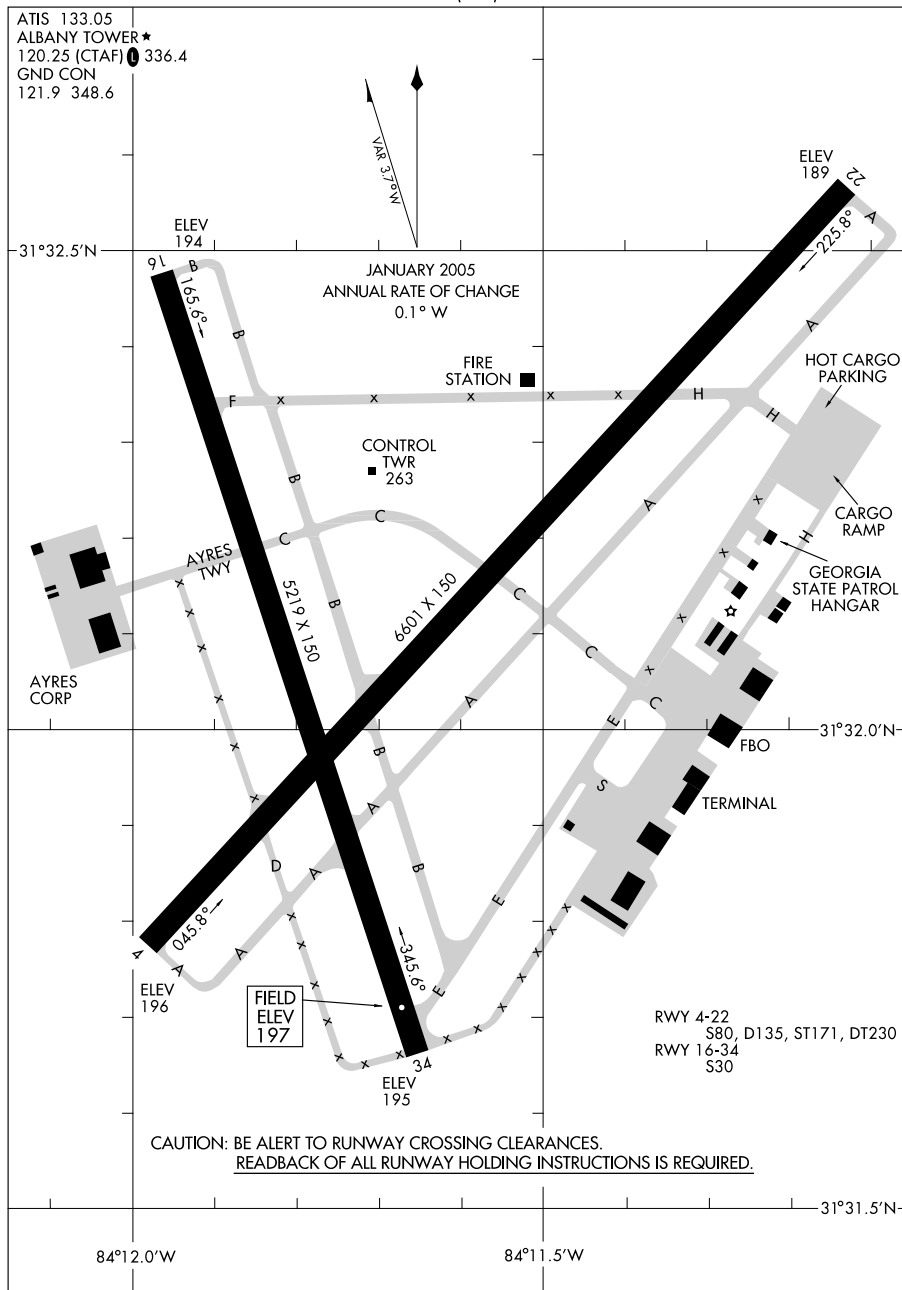 ATIS 133.05
ALBANY TOWER★
120.25 (CTAF) L 336.4
GND CON
121.9 348.6
VAR 3.7° W
JANUARY 2005
ANNUAL RATE OF CHANGE
0.1° W
ELEV
189
22
225.8°
A
A
ELEV
194
16
165.6°
31°32.5'N
B
B
FIRE
STATION
HOT CARGO
PARKING
F
x
x
x
x
x
H
H
CONTROL
TWR
263
B
C
C
A
CARGO
RAMP
x
x
x
x
H
AYRES
TWY
GEORGIA
STATE PATROL
HANGAR
5219 X 150
6601 X 150
B
C
C
C
x
x
x
x
x
x
AYRES
CORP
A
E
31°32.0'N
FBO
B
S
TERMINAL
A
D
A
B
E
045.8°
A
A
4
ELEV
196
345.6°
E
x
x
x
x
x
x
x
x
x
x
x
x
x
x
FIELD
ELEV
197
34
ELEV
195
RWY 4-22
S80, D135, ST171, DT230
RWY 16-34
S30
CAUTION: BE ALERT TO RUNWAY CROSSING CLEARANCES.
READBACK OF ALL RUNWAY HOLDING INSTRUCTIONS IS REQUIRED.
31°31.5'N
84°12.0'W
84°11.5'W